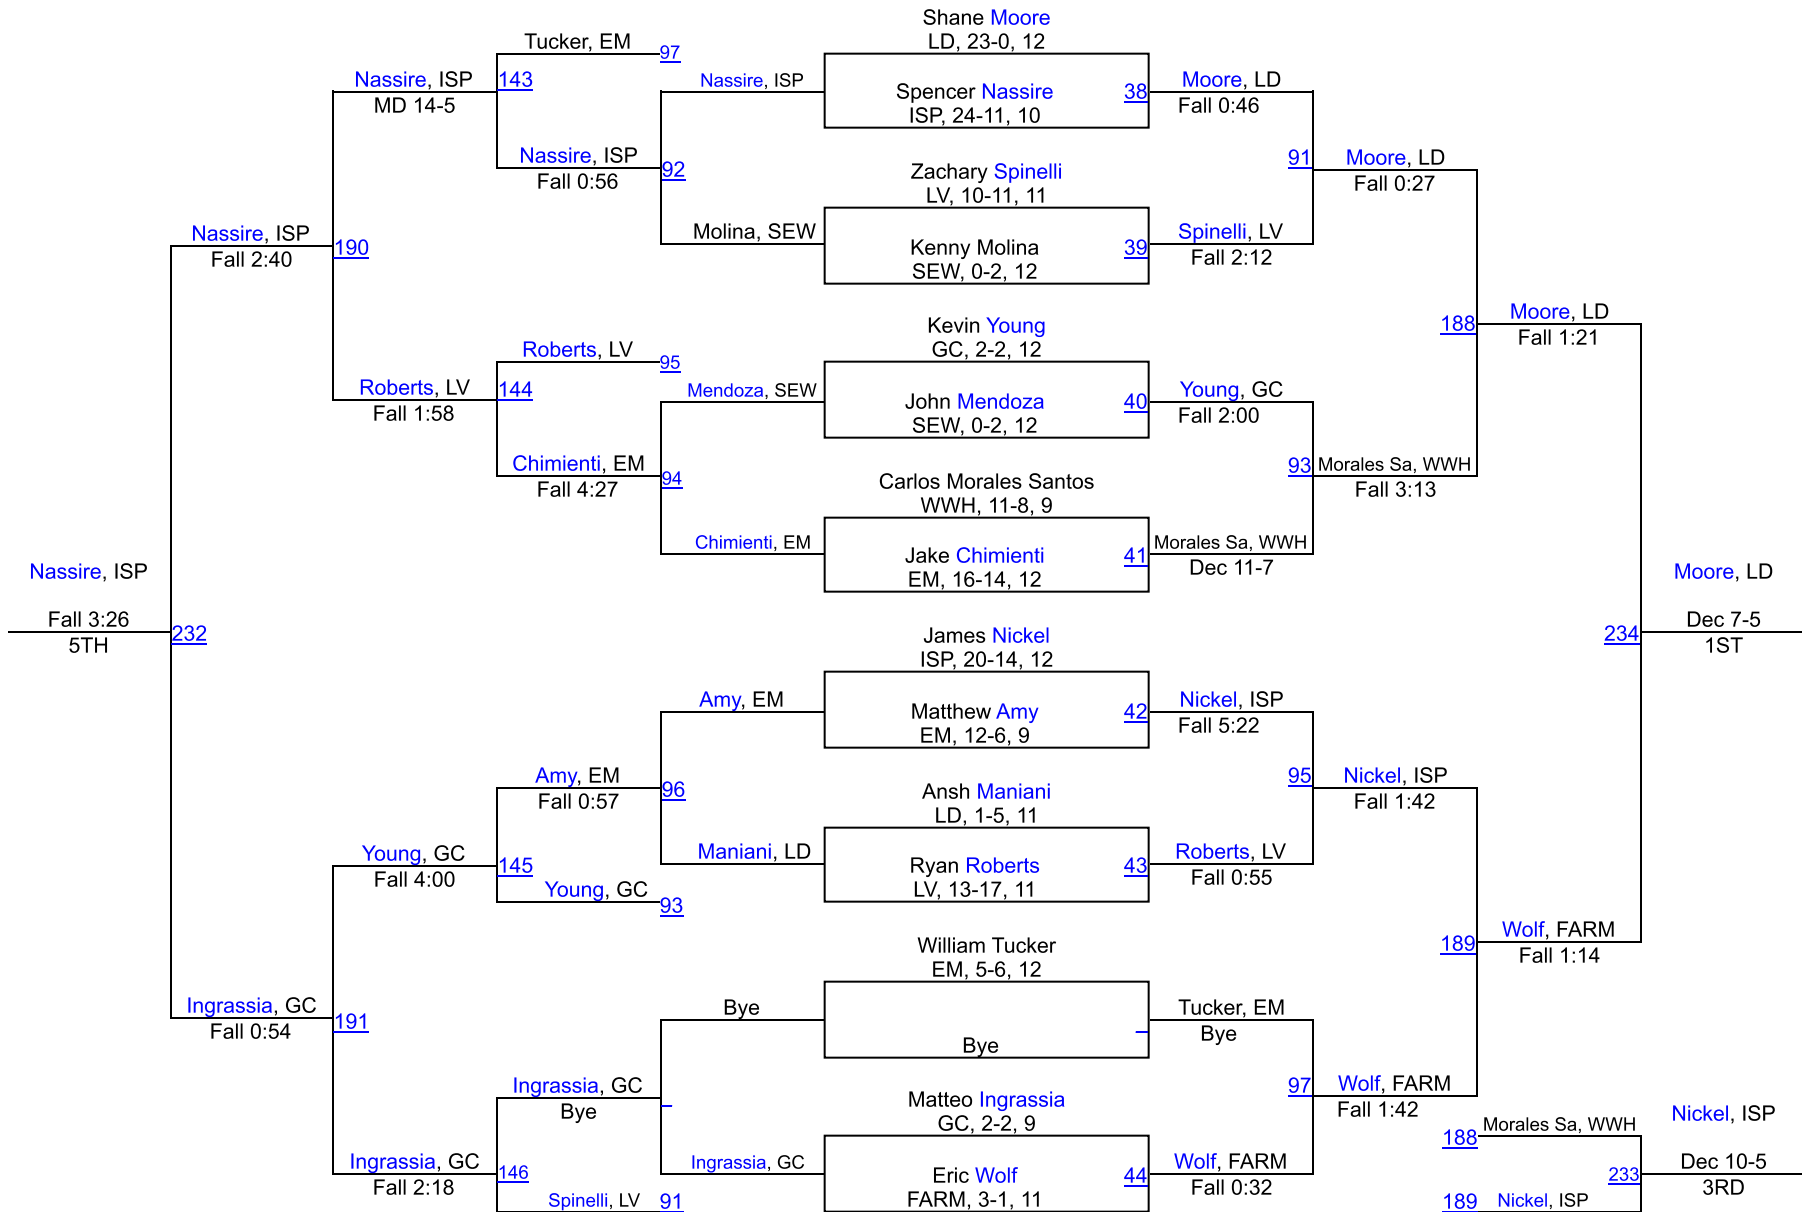 Shane Moore
LD, 23-0, 12
Tucker, EM
97
Nassire, ISP
143
MD 14-5
Nassire, ISP
Spencer Nassire
38
ISP, 24-11, 10
Moore, LD
Fall 0:46
Nassire, ISP
92
Fall 0:56
Zachary Spinelli
LV, 10-11, 11
91
Moore, LD
Fall 0:27
Molina, SEW
Kenny Molina
39
SEW, 0-2, 12
Spinelli, LV
Fall 2:12
Nassire, ISP
190
Fall 2:40
Kevin Young
GC, 2-2, 12
188
Moore, LD
Fall 1:21
Roberts, LV
95
Roberts, LV
144
Fall 1:58
Mendoza, SEW
John Mendoza
40
SEW, 0-2, 12
Young, GC
Fall 2:00
Chimienti, EM
94
Fall 4:27
Carlos Morales Santos
WWH, 11-8, 9
93
Morales Sa, WWH
Fall 3:13
Chimienti, EM
Jake Chimienti
41
EM, 16-14, 12
Morales Sa, WWH
Dec 11-7
Nassire, ISP
Fall 3:26
5TH
232
Moore, LD
234
Dec 7-5
1ST
James Nickel
ISP, 20-14, 12
Amy, EM
Matthew Amy
42
EM, 12-6, 9
Nickel, ISP
Fall 5:22
Amy, EM
96
Fall 0:57
Ansh Maniani
LD, 1-5, 11
95
Nickel, ISP
Fall 1:42
Young, GC
145
Fall 4:00
Maniani, LD
Ryan Roberts
43
LV, 13-17, 11
Roberts, LV
Fall 0:55
Young, GC
93
William Tucker
EM, 5-6, 12
189
Wolf, FARM
Fall 1:14
Ingrassia, GC
191
Fall 0:54
Bye
Bye
Tucker, EM
Bye
Ingrassia, GC
Bye
Matteo Ingrassia
GC, 2-2, 9
97
Wolf, FARM
Fall 1:42
Ingrassia, GC
146
Fall 2:18
Ingrassia, GC
Eric Wolf
44
FARM, 3-1, 11
Wolf, FARM
Fall 0:32
Spinelli, LV
91
188
Morales Sa, WWH
Nickel, ISP
233
Dec 10-5
3RD
189
Nickel, ISP